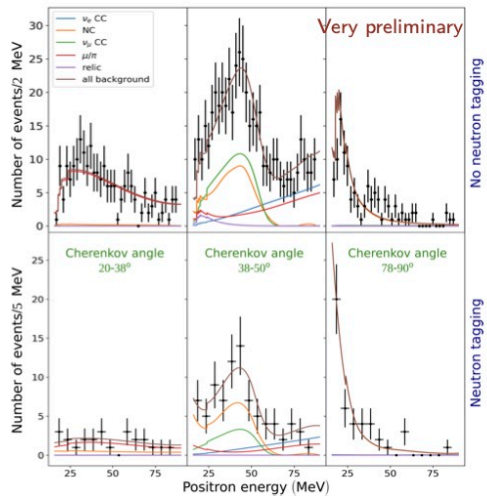 Very preliminary
ν_e CC
NC
ν_μ CC
μ/π
relic
all background
Number of events/2 MeV
30
25
20
15
10
5
0
No neutron tagging
Cherenkov angle
20-38°
Cherenkov angle
38-50°
Cherenkov angle
78-90°
Number of events/5 MeV
25
20
15
10
5
0
Neutron tagging
25 50 75 25 50 75 25 50 75
Positron energy (MeV)